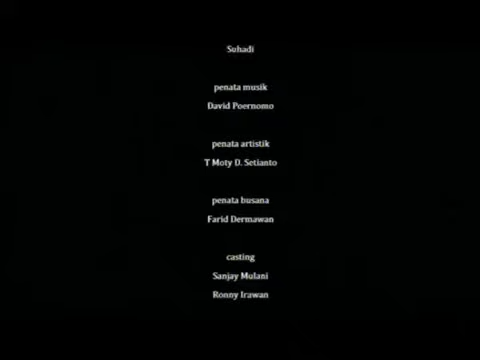 Suhadi
penata musik
David Poernomo
penata artistik
T Moty D. Setianto
penata busana
Farid Dermawan
casting
Sanjay Mulani
Ronny Irawan